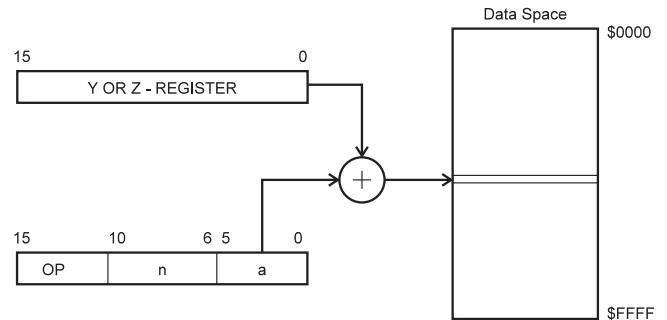 Data Space
$0000
15 0
Y OR Z - REGISTER
+
15 10 6 5 0
OP n a
$FFFF